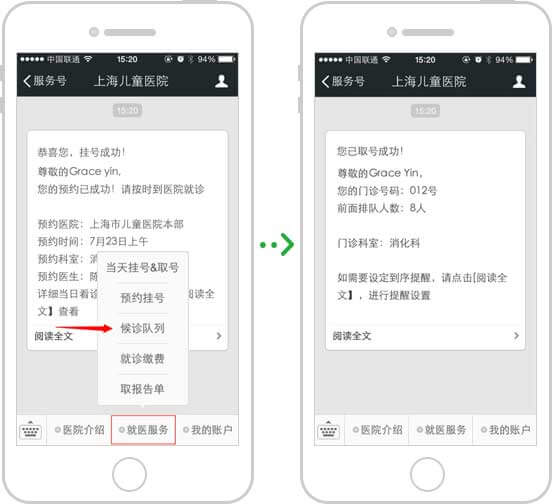 中国联通 15:20 94%
服务号 上海儿童医院
15:20
恭喜您，挂号成功！
尊敬的Grace yin,
您的预约已成功！请按时到医院就诊
预约医院：上海市儿童医院本部
预约时间：7月23日上午
预约科室：消
预约医生：陈
详细当日看诊 阅读全
文】查看
阅读全文
当天挂号&取号
预约挂号
候诊队列
就诊缴费
取报告单
医院介绍 就医服务 我的账户
中国联通 15:20 94%
服务号 上海儿童医院
15:20
您已取号成功！
尊敬的Grace Yin,
您的门诊号码：012号
前面排队人数：8人
门诊科室：消化科
如需要设定到序提醒，请点击[阅读全
文】，进行提醒设置
阅读全文
医院介绍 就医服务 我的账户